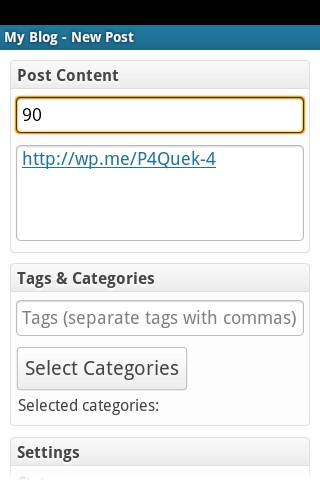 My Blog - New Post
Post Content
90
http://wp.me/P4Quek-4
Tags & Categories
Tags (separate tags with commas)
Select Categories
Selected categories:
Settings